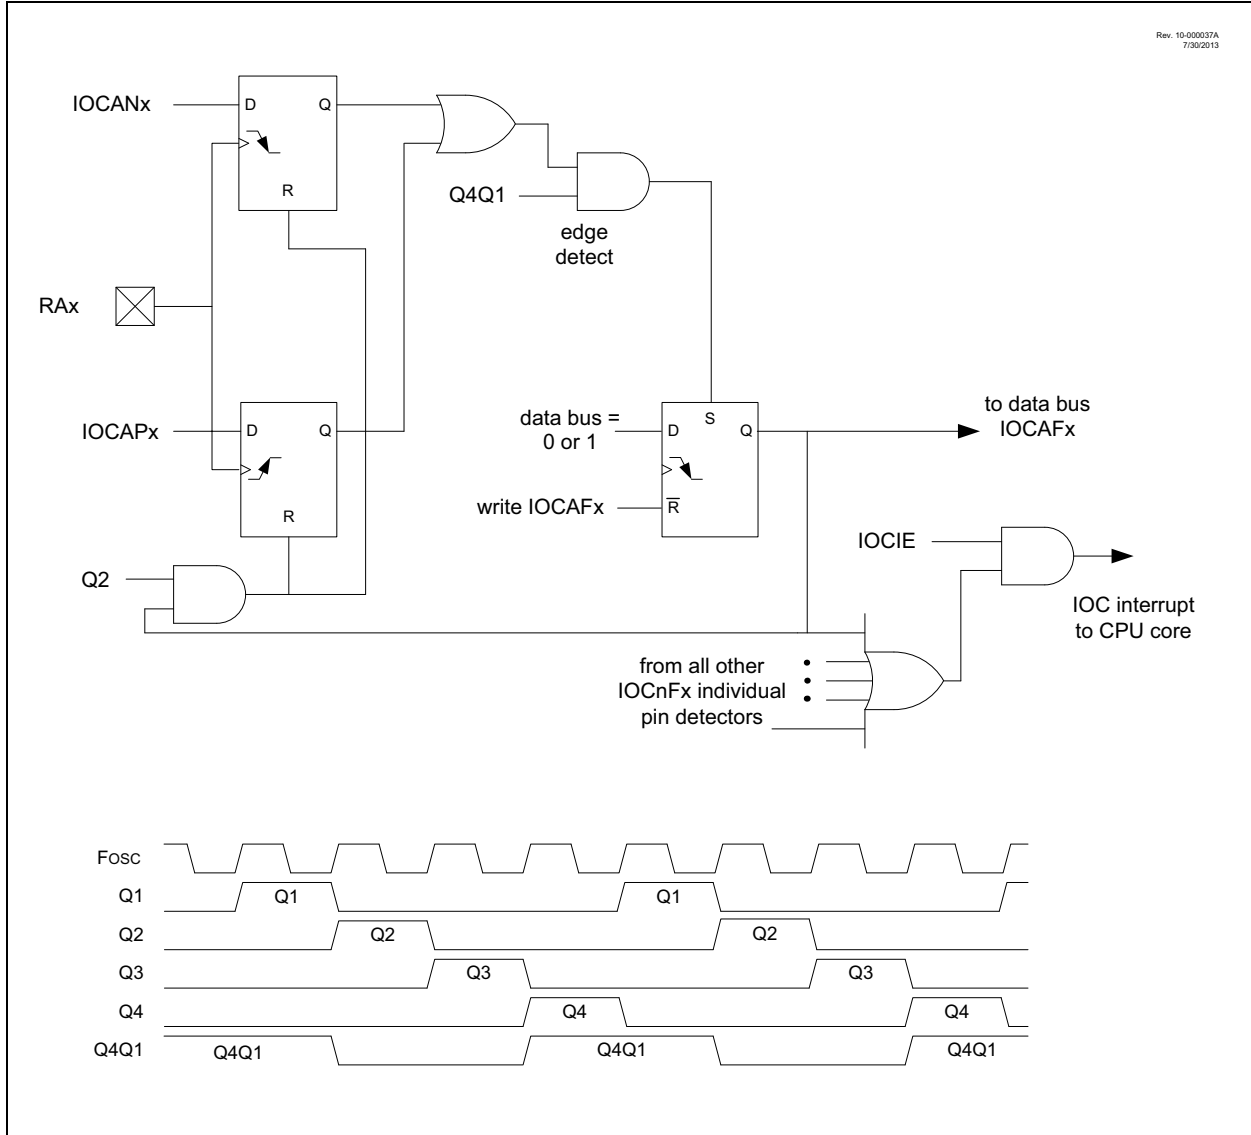 Rev. 10-000037A
7/30/2013
IOCANx
D
Q
R
Q4Q1
edge
detect
RAx
IOCAPx
D
Q
R
data bus =
0 or 1
D
S
Q
to data bus
IOCAFx
write IOCAFx
R
IOCIE
Q2
IOC interrupt
to CPU core
from all other
IOCnFx individual
pin detectors
FOSC
Q1
Q1
Q1
Q2
Q2
Q2
Q3
Q3
Q3
Q4
Q4
Q4
Q4Q1
Q4Q1
Q4Q1
Q4Q1